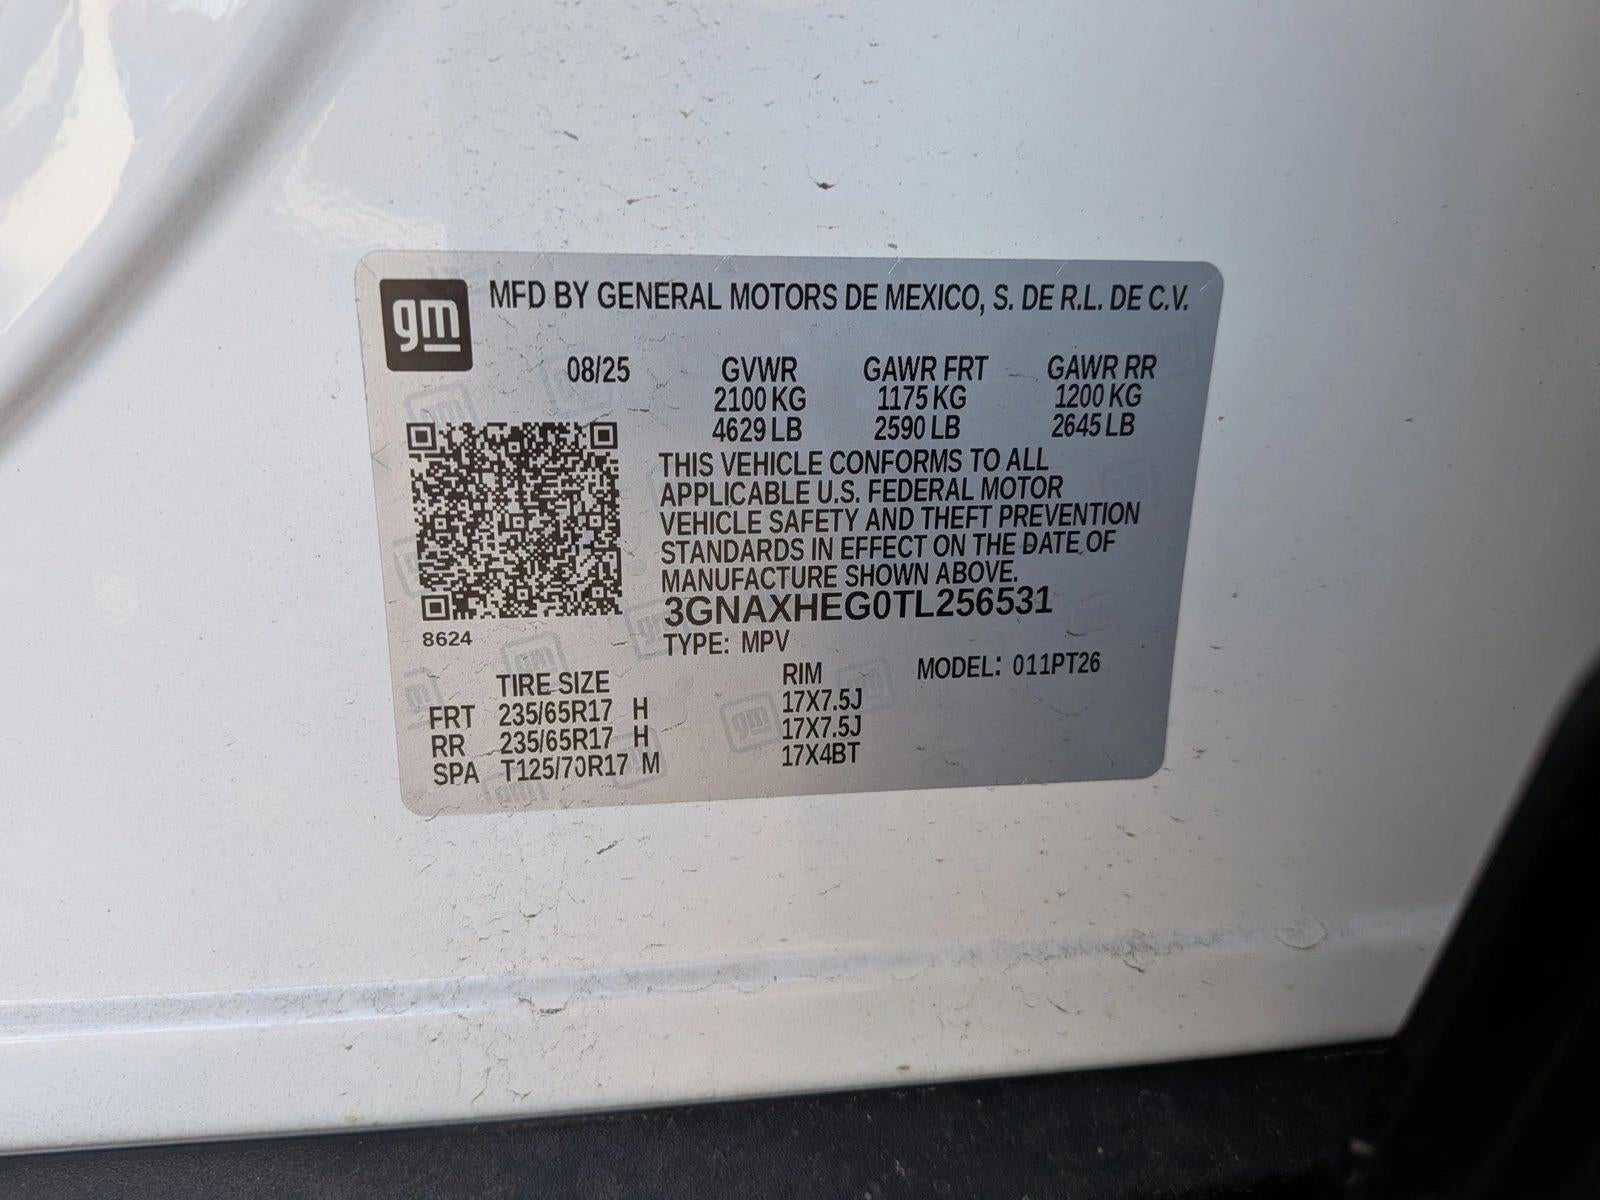 gm
MFD BY GENERAL MOTORS DE MEXICO, S. DE R.L. DE C.V.
08/25 GVWR GAWR FRT GAWR RR
2100 KG 1175 KG 1200 KG
4629 LB 2590 LB 2645 LB
THIS VEHICLE CONFORMS TO ALL
APPLICABLE U.S. FEDERAL MOTOR
VEHICLE SAFETY AND THEFT PREVENTION
STANDARDS IN EFFECT ON THE DATE OF
MANUFACTURE SHOWN ABOVE.
3GNAXHEG0TL256531
8624 TYPE: MPV
TIRE SIZE RIM MODEL: 011PT26
FRT 235/65R17 H 17X7.5J
RR 235/65R17 H 17X7.5J
SPA T125/70R17 M 17X4BT